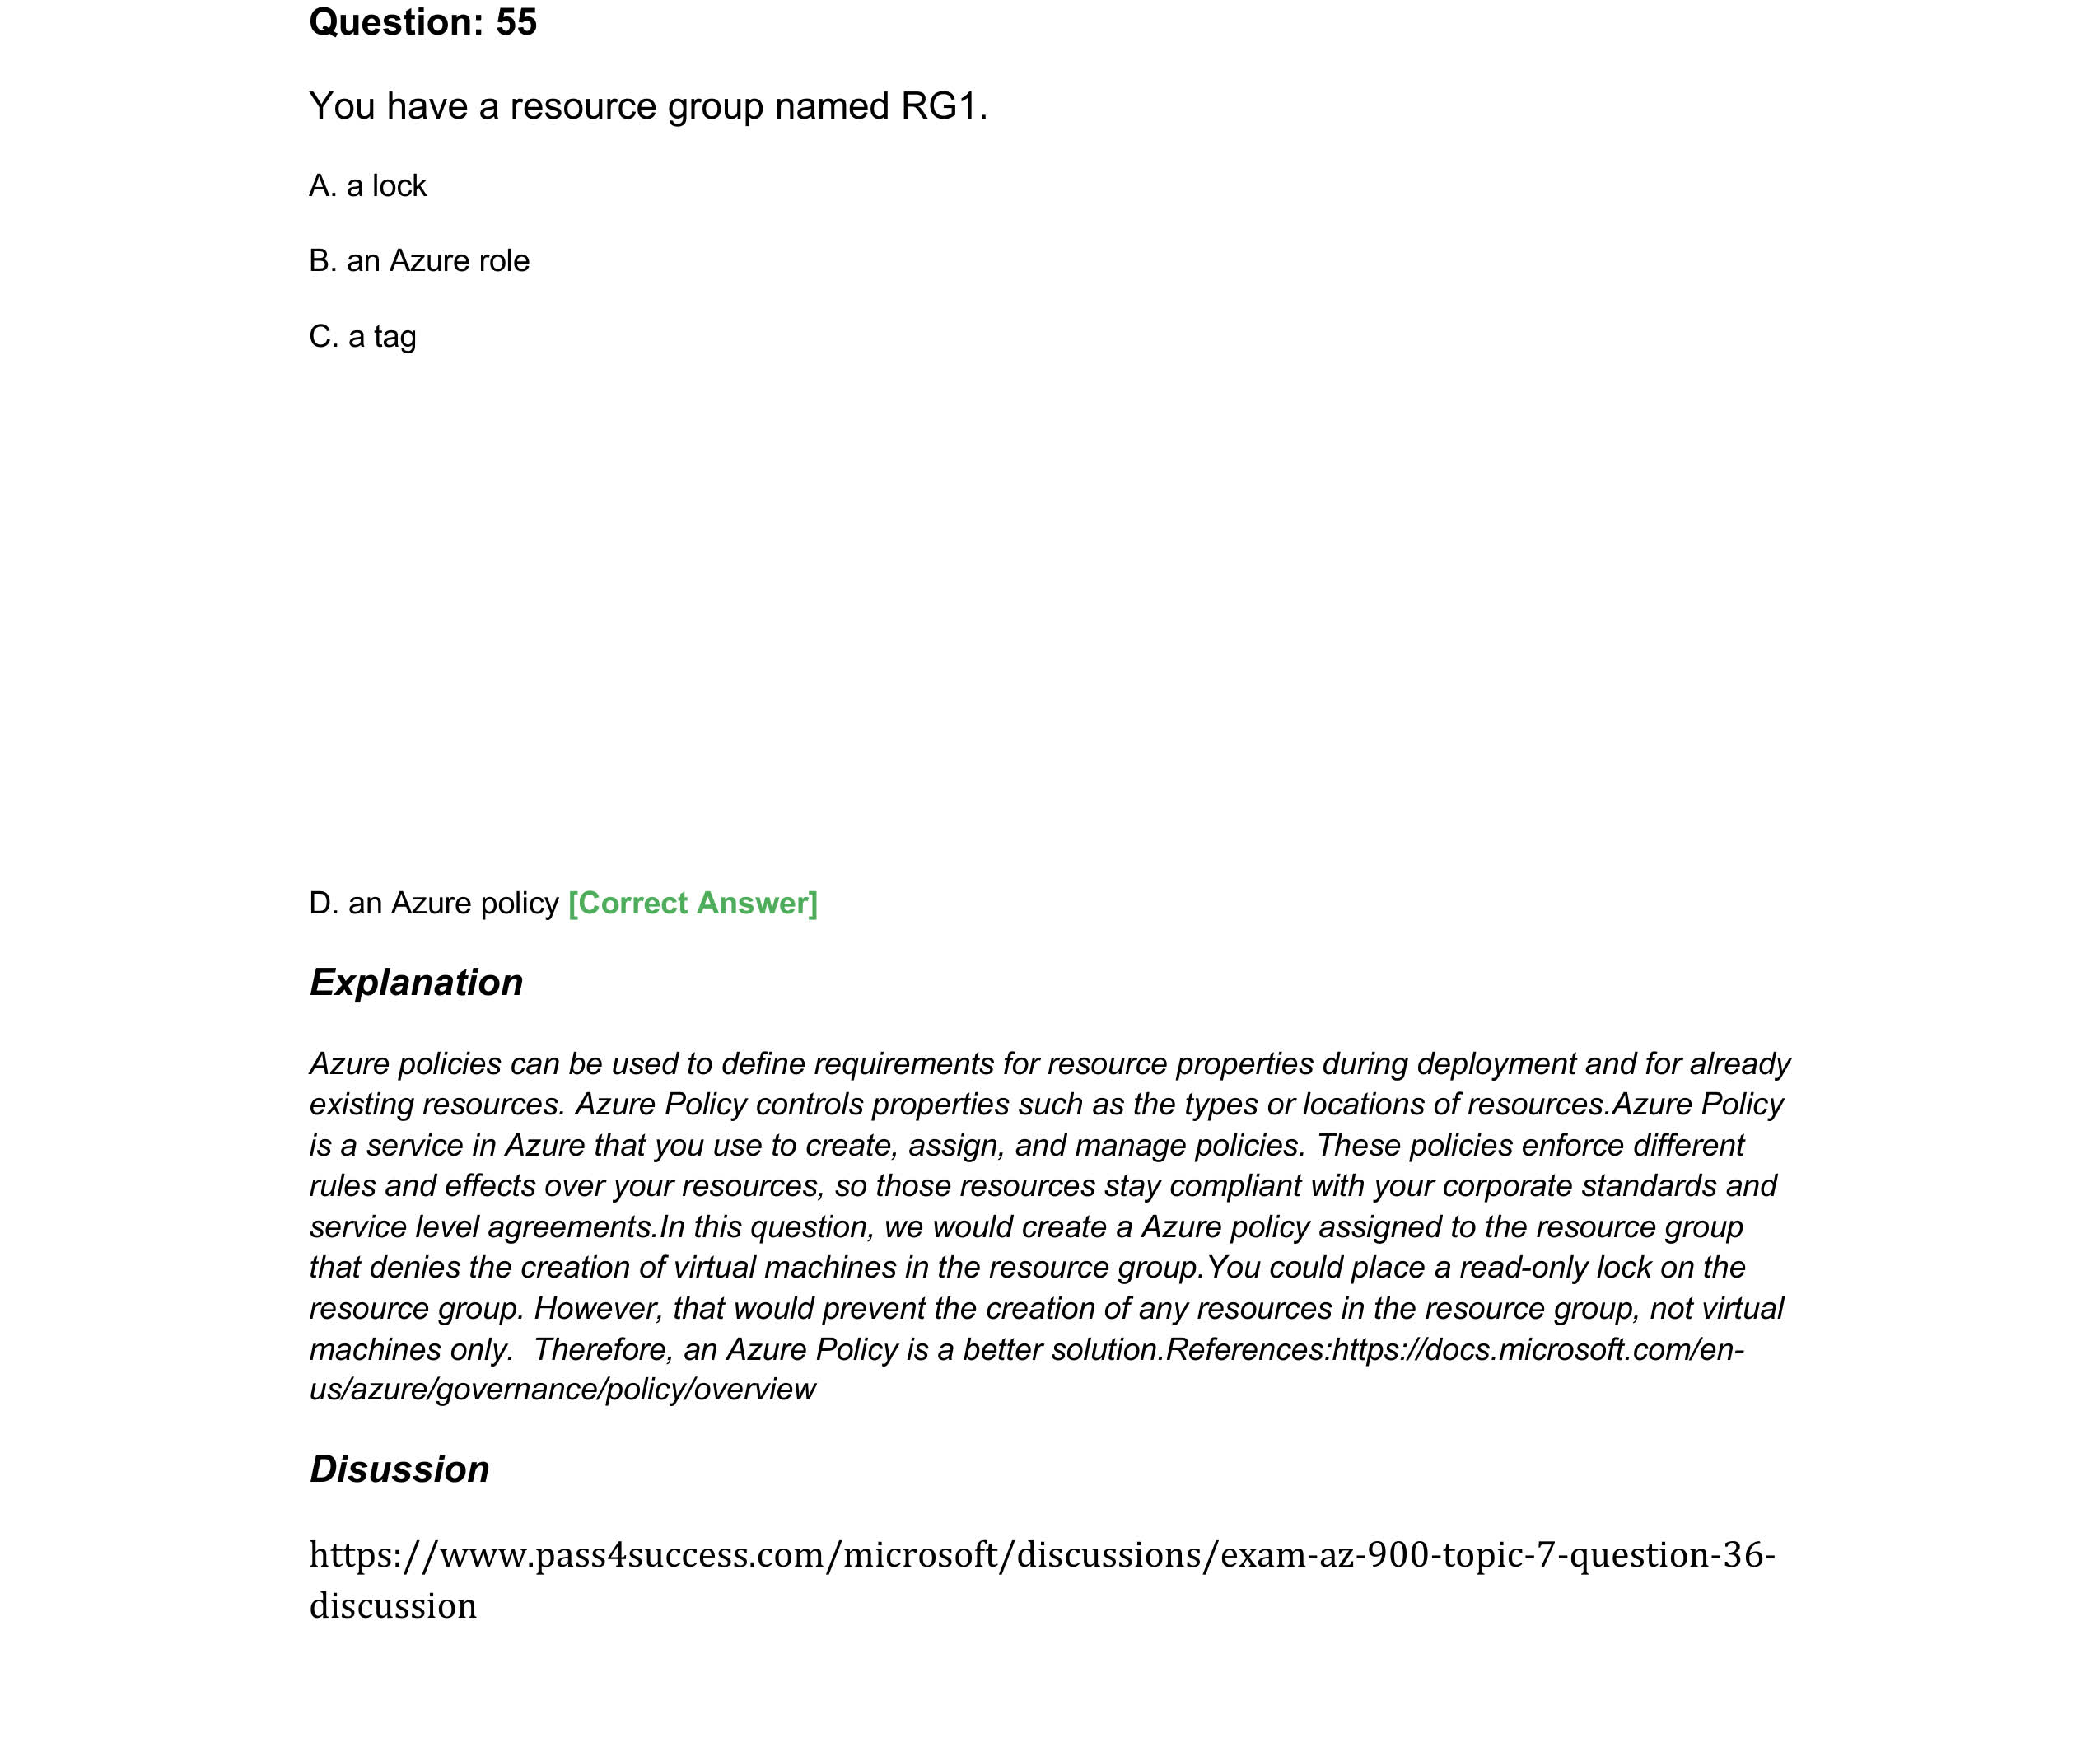 Question: 55
You have a resource group named RG1.
A. a lock
B. an Azure role
C. a tag
D. an Azure policy [Correct Answer]
Explanation
Azure policies can be used to define requirements for resource properties during deployment and for already
existing resources. Azure Policy controls properties such as the types or locations of resources.Azure Policy
is a service in Azure that you use to create, assign, and manage policies. These policies enforce different
rules and effects over your resources, so those resources stay compliant with your corporate standards and
service level agreements.In this question, we would create a Azure policy assigned to the resource group
that denies the creation of virtual machines in the resource group.You could place a read-only lock on the
resource group. However, that would prevent the creation of any resources in the resource group, not virtual
machines only.  Therefore, an Azure Policy is a better solution.References:https://docs.microsoft.com/en-
us/azure/governance/policy/overview
Disussion
https://www.pass4success.com/microsoft/discussions/exam-az-900-topic-7-question-36-
discussion